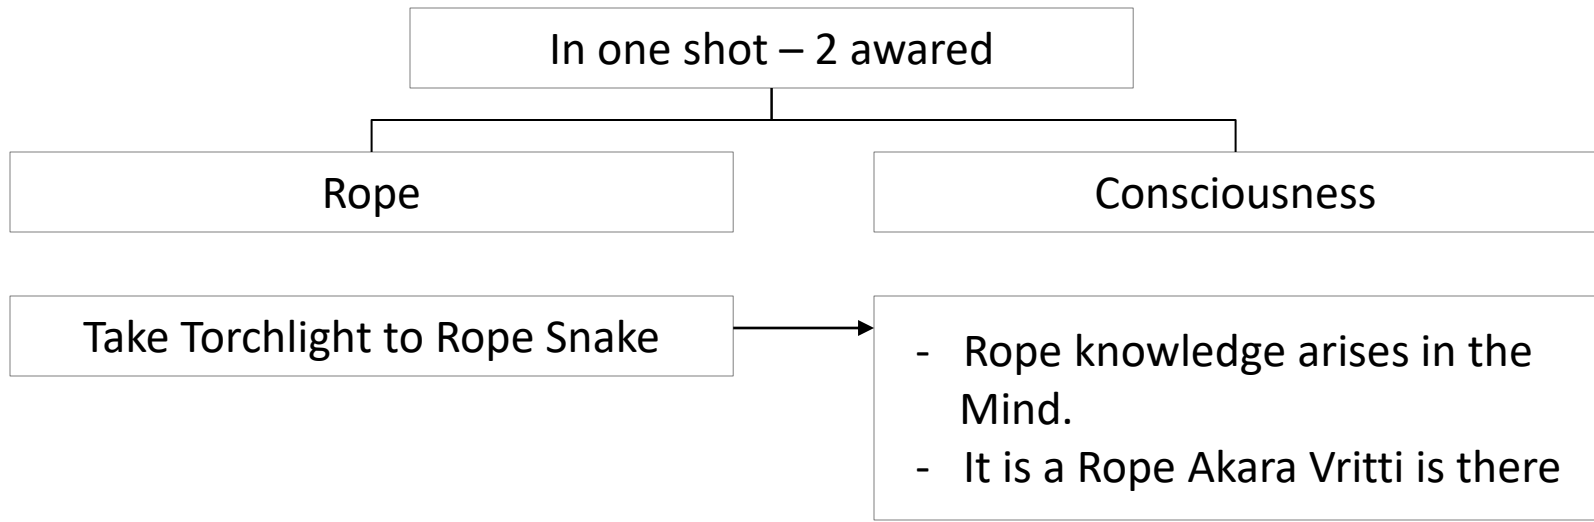 In one shot – 2 awared
Rope
Consciousness
Take Torchlight to Rope Snake
- Rope knowledge arises in the
Mind.
- It is a Rope Akara Vritti is there